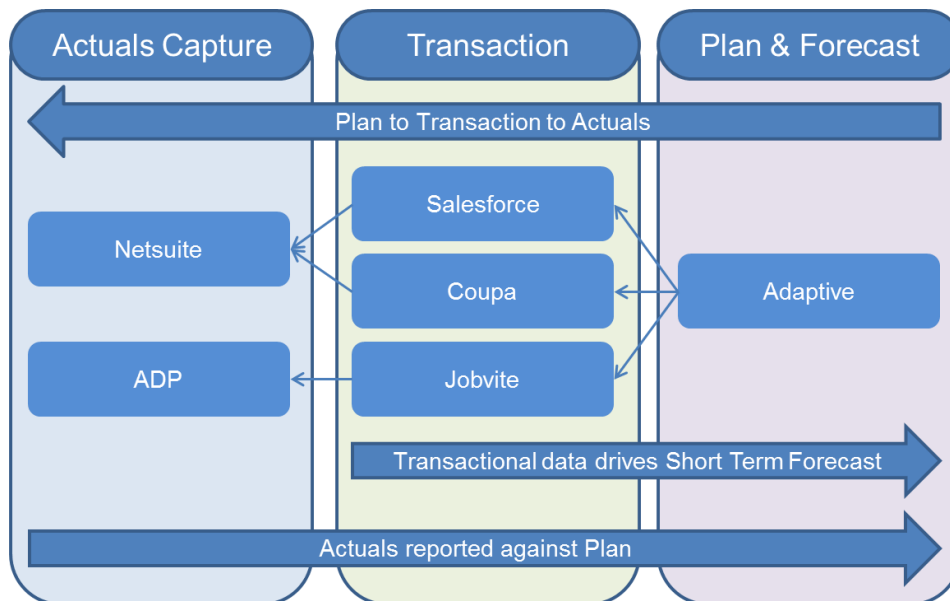 Actuals Capture
Transaction
Plan & Forecast
Plan to Transaction to Actuals
Salesforce
Netsuite
Coupa
Adaptive
ADP
Jobvite
Transactional data drives Short Term Forecast
Actuals reported against Plan